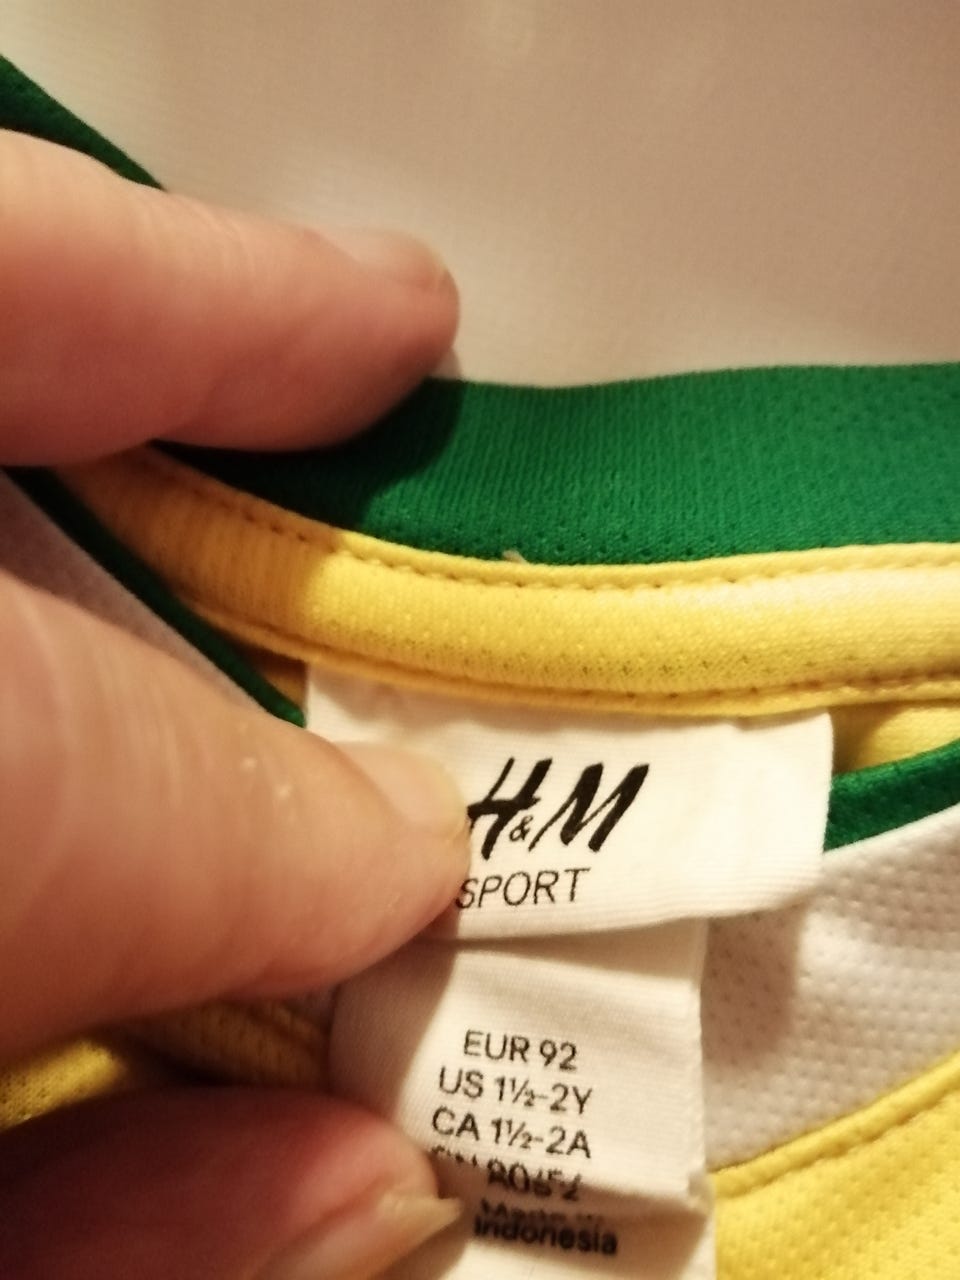 H&M
SPORT
EUR 92
US 1½-2Y
CA 1½-2A
Indonesia